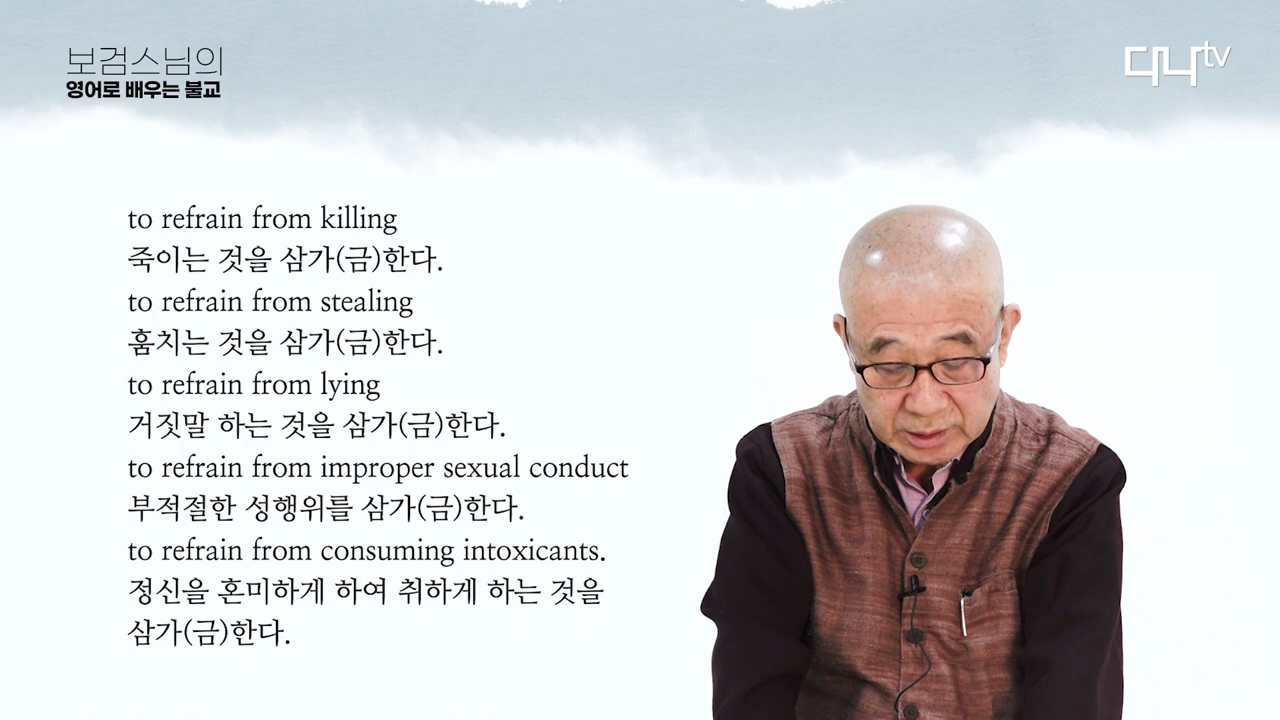 보검스님의
영어로 배우는 불교
디나tv
to refrain from killing
죽이는 것을 삼가(금)한다.
to refrain from stealing
훔치는 것을 삼가(금)한다.
to refrain from lying
거짓말 하는 것을 삼가(금)한다.
to refrain from improper sexual conduct
부적절한 성행위를 삼가(금)한다.
to refrain from consuming intoxicants.
정신을 혼미하게 하여 취하게 하는 것을
삼가(금)한다.